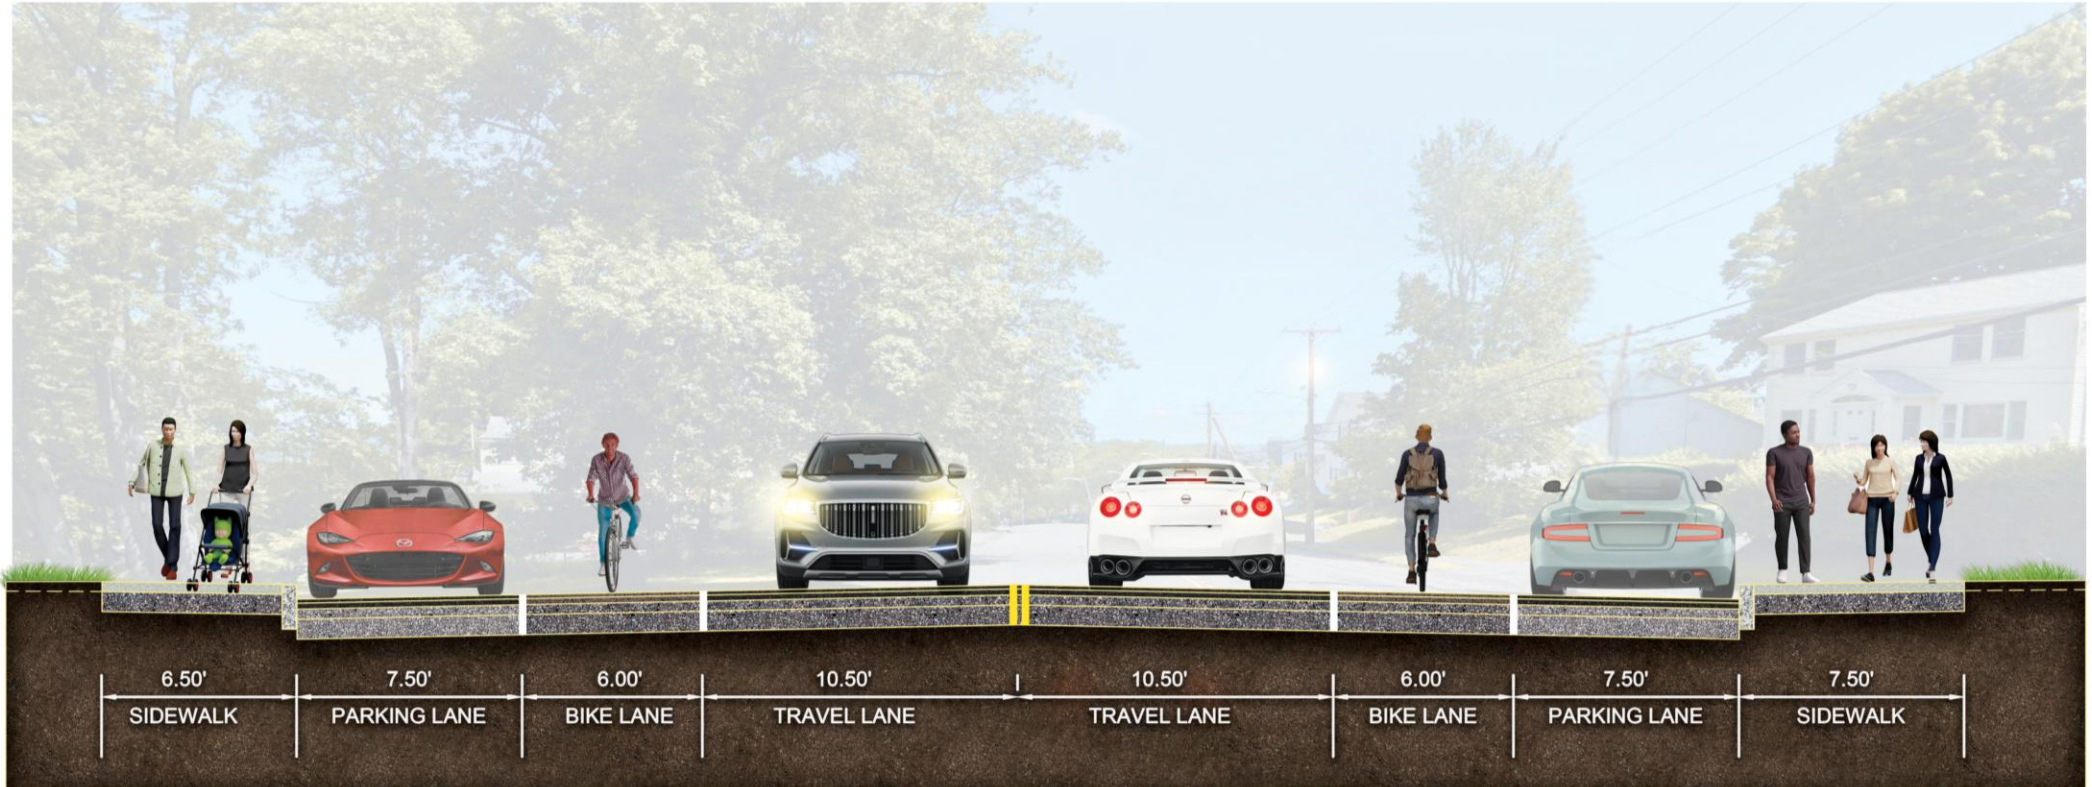 6.50' 7.50' 6.00' 10.50' 10.50' 6.00' 7.50' 7.50'
SIDEWALK PARKING LANE BIKE LANE TRAVEL LANE TRAVEL LANE BIKE LANE PARKING LANE SIDEWALK